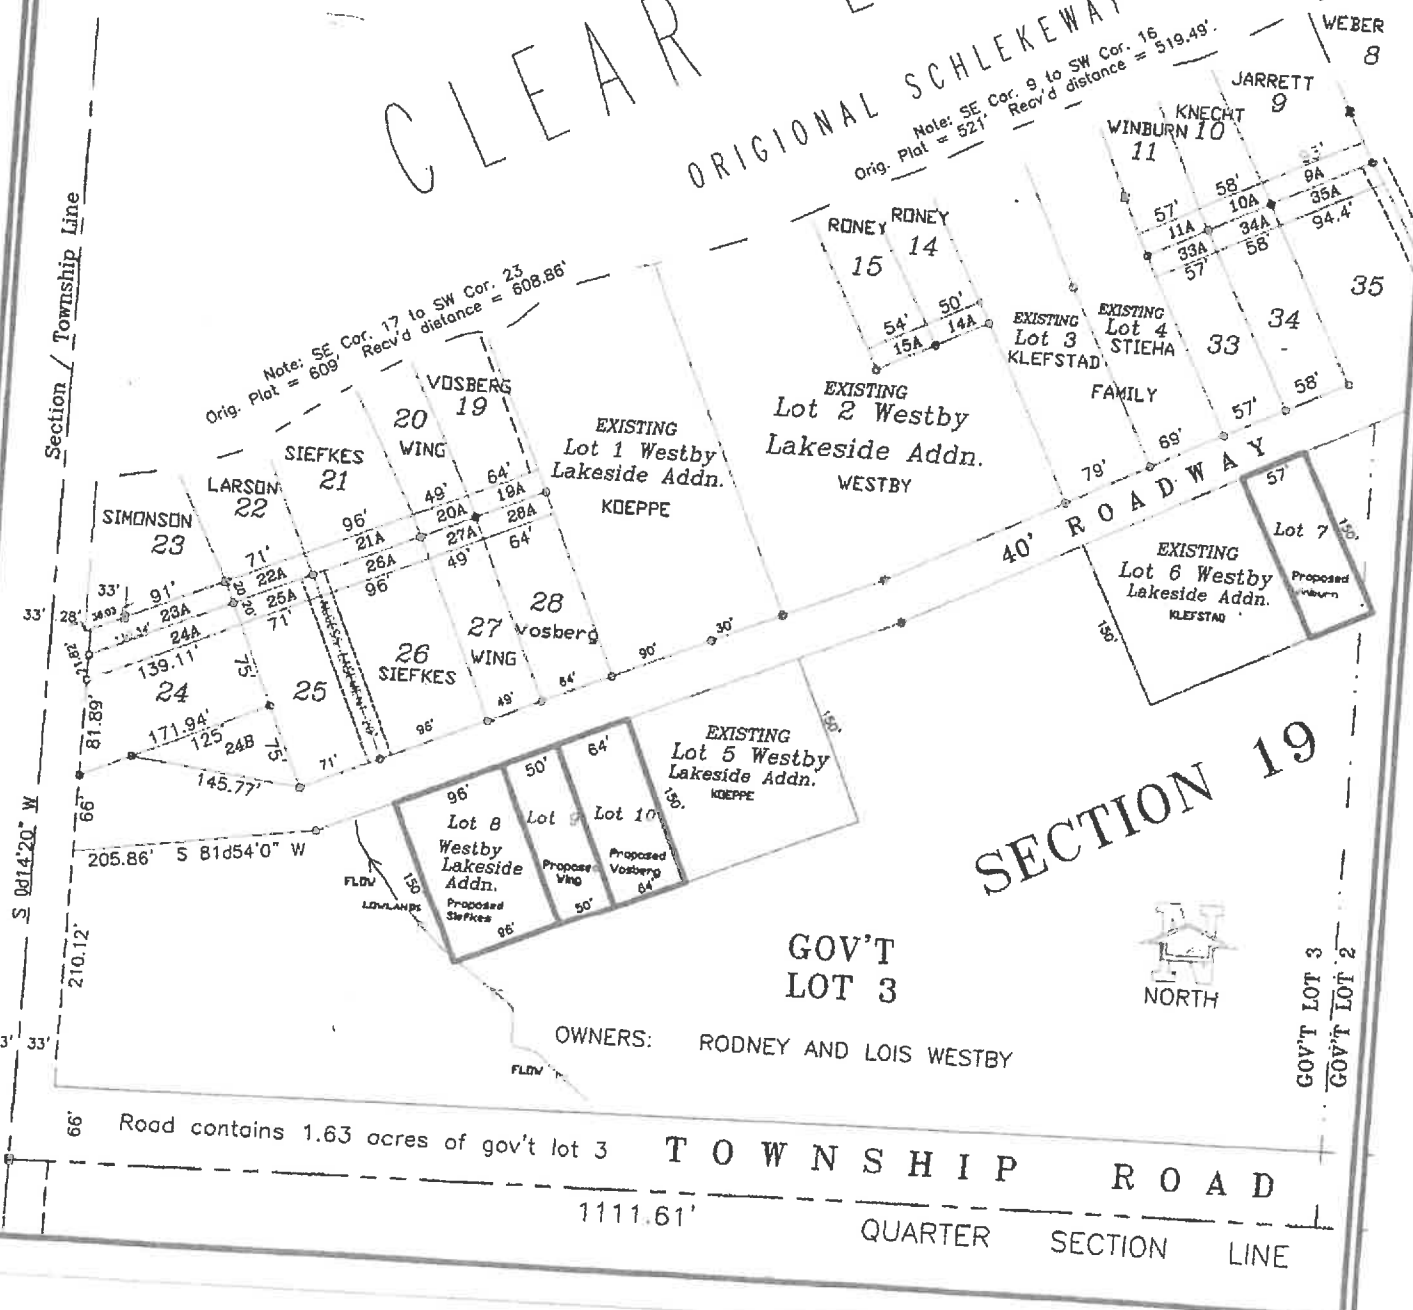 CLEAR
ORIGIONAL SCHLEKEWAY
Note: SE Cor. 9 to SW Cor. 16
Orig. Plat = 521' Recv'd distance = 519.49'.
WEBER
8
JARRETT
9
KNECHT
10
WINBURN
11
57'
58'
9A
10A
35A
11A
34A
94.4'
33A
58'
57'
35
34
33
RONEY
15
RONEY
14
54'
50'
15A
14A
EXISTING
Lot 3
KLEFSTAD
EXISTING
Lot 4
STIEHA
FAMILY
58'
57'
69'
79'
Section / Township Line
Note: SE Cor. 17 to SW Cor. 23
Orig. Plat = 609' Recv'd distance = 608.86'
VOSBERG
19
20
WING
SIEFKES
21
LARSON
22
SIMONSON
23
EXISTING
Lot 1 Westby
Lakeside Addn.
KOEPPE
EXISTING
Lot 2 Westby
Lakeside Addn.
WESTBY
64'
49'
19A
96'
20A
28A
71'
21A
27A
64'
22A
26A
49'
91'
25A
96'
33'
23A
20'
20'
71'
33'
28'
24A
139.11'
21.28'
24
75'
25
81.89'
171.94'
125'
24B
75'
145.77'
26
SIEFKES
27
WING
28
Vosberg
71'
96'
49'
64'
90'
30'
40' ROADWAY
57'
Lot 7
150'
Proposed
EXISTING
Lot 6 Westby
Lakeside Addn.
KLEFSTAD
150'
66'
205.86' S 81d54'0" W
S 0d14'20" W
210.12'
FLOW
LOWLANDS
96'
Lot 8
Westby
Lakeside
Addn.
Proposed
Siefkes
150'
96'
50'
Lot 9
Proposed
Wing
50'
64'
Lot 10
150'
Proposed
Vosberg
64'
EXISTING
Lot 5 Westby
Lakeside Addn.
KOEPPE
150'
SECTION 19
GOV'T
LOT 3
N
NORTH
GOV'T LOT 3
GOV'T LOT 2
OWNERS: RODNEY AND LOIS WESTBY
FLOW
3' 33'
66'
Road contains 1.63 acres of gov't lot 3
TOWNSHIP ROAD
1111.61'
QUARTER SECTION LINE